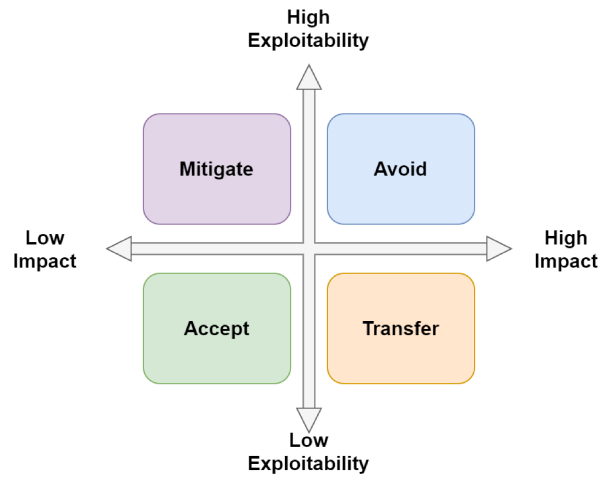 High
Exploitability
Mitigate
Avoid
Low
Impact
High
Impact
Accept
Transfer
Low
Exploitability